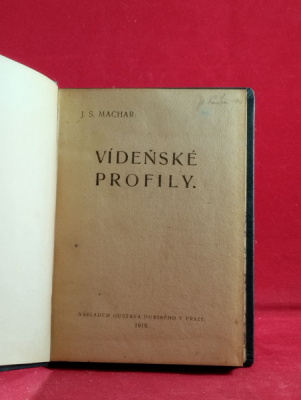 J. S. MACHAR:
VÍDEŇSKÉ
PROFILY.
NÁKLADEM GUSTAVA DUBSKÉHO V PRAZE
1919.